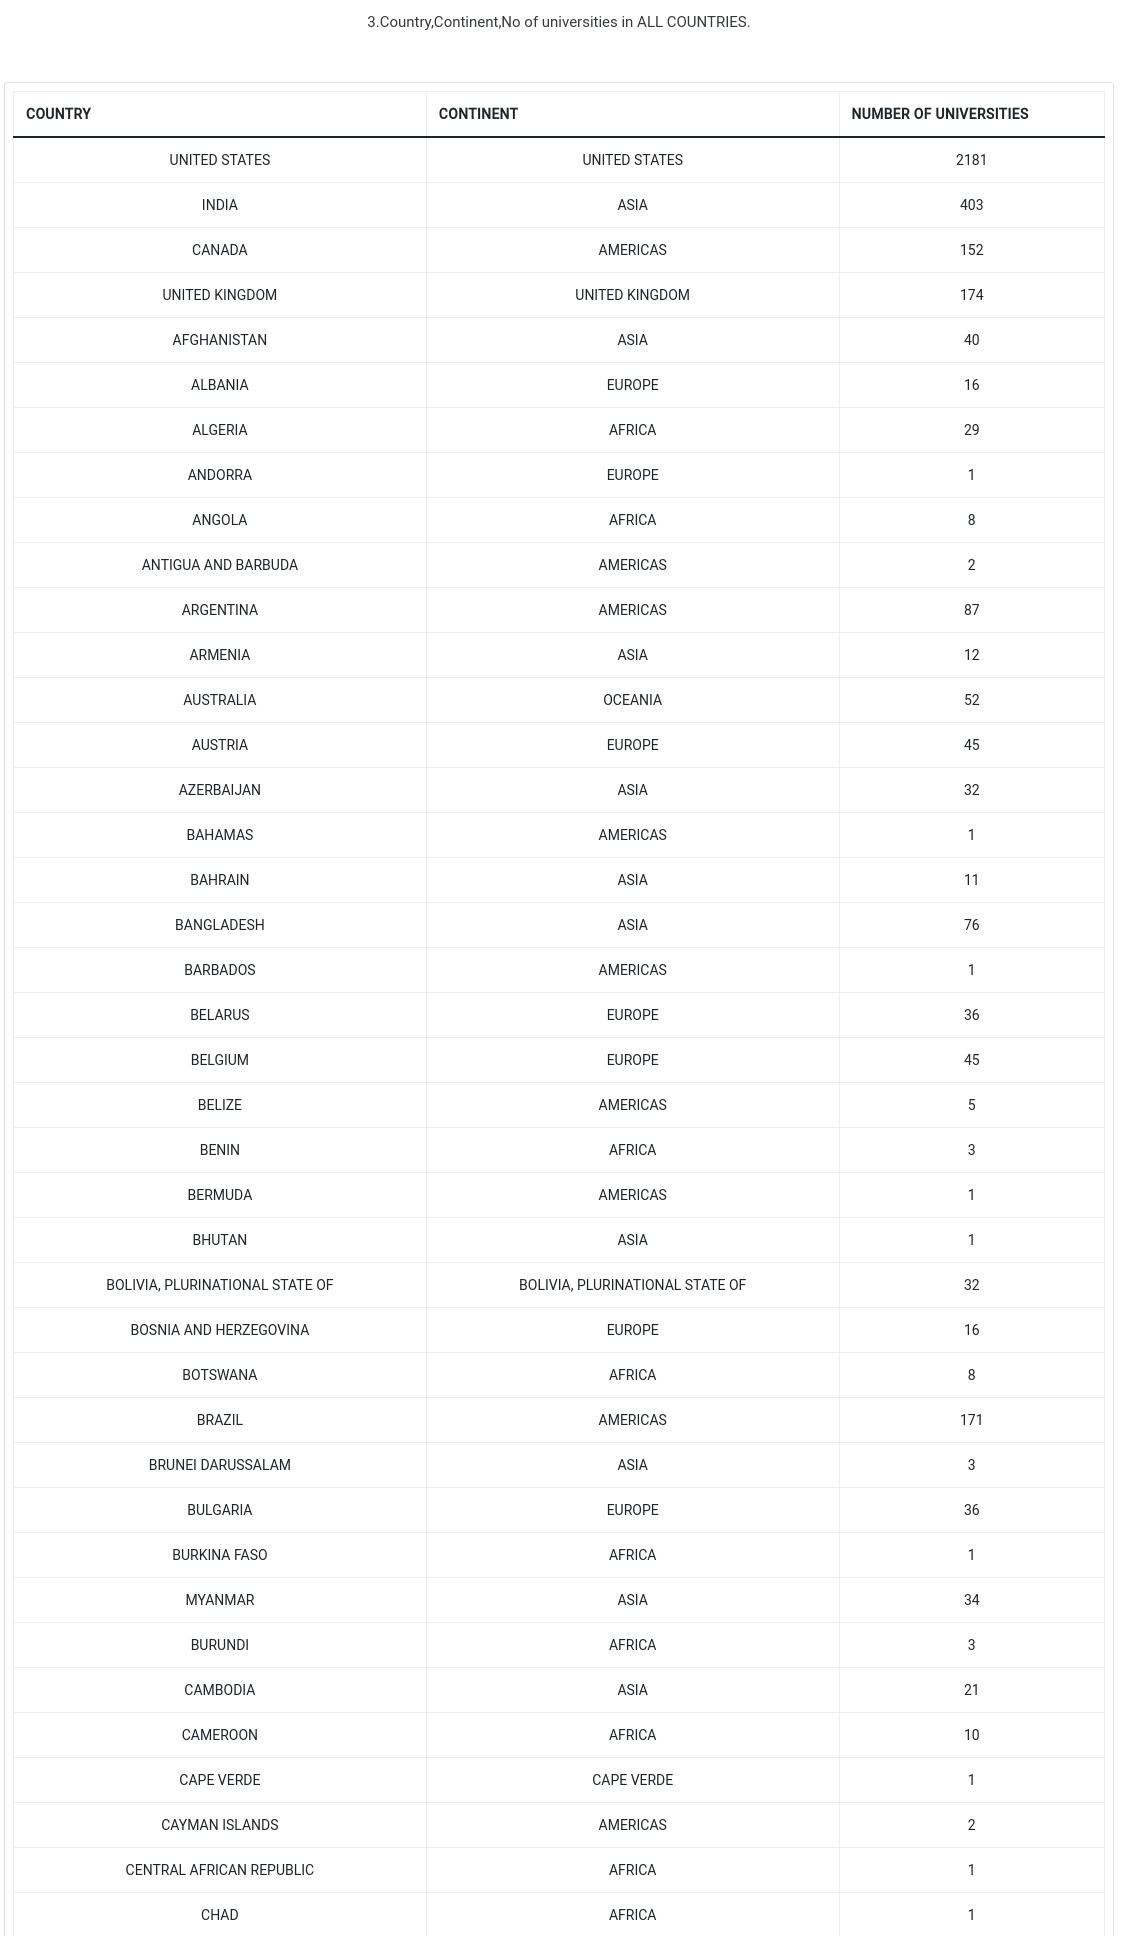 3.Country,Continent,No of universities in ALL COUNTRIES.
COUNTRY CONTINENT NUMBER OF UNIVERSITIES
UNITED STATES UNITED STATES 2181
INDIA ASIA 403
CANADA AMERICAS 152
UNITED KINGDOM UNITED KINGDOM 174
AFGHANISTAN ASIA 40
ALBANIA EUROPE 16
ALGERIA AFRICA 29
ANDORRA EUROPE 1
ANGOLA AFRICA 8
ANTIGUA AND BARBUDA AMERICAS 2
ARGENTINA AMERICAS 87
ARMENIA ASIA 12
AUSTRALIA OCEANIA 52
AUSTRIA EUROPE 45
AZERBAIJAN ASIA 32
BAHAMAS AMERICAS 1
BAHRAIN ASIA 11
BANGLADESH ASIA 76
BARBADOS AMERICAS 1
BELARUS EUROPE 36
BELGIUM EUROPE 45
BELIZE AMERICAS 5
BENIN AFRICA 3
BERMUDA AMERICAS 1
BHUTAN ASIA 1
BOLIVIA, PLURINATIONAL STATE OF BOLIVIA, PLURINATIONAL STATE OF 32
BOSNIA AND HERZEGOVINA EUROPE 16
BOTSWANA AFRICA 8
BRAZIL AMERICAS 171
BRUNEI DARUSSALAM ASIA 3
BULGARIA EUROPE 36
BURKINA FASO AFRICA 1
MYANMAR ASIA 34
BURUNDI AFRICA 3
CAMBODIA ASIA 21
CAMEROON AFRICA 10
CAPE VERDE CAPE VERDE 1
CAYMAN ISLANDS AMERICAS 2
CENTRAL AFRICAN REPUBLIC AFRICA 1
CHAD AFRICA 1